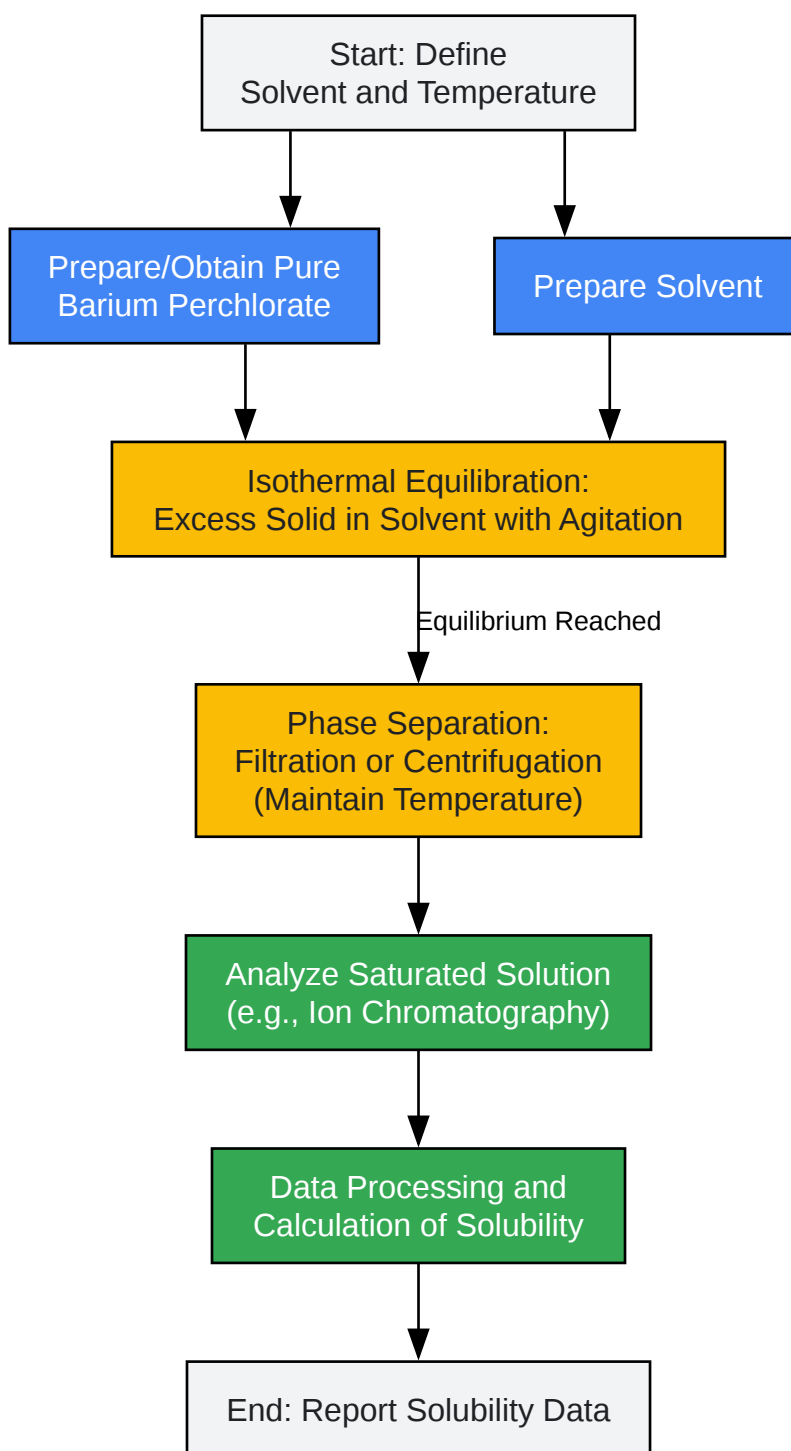 Start: Define
Solvent and Temperature
Prepare/Obtain Pure
Barium Perchlorate
Prepare Solvent
Isothermal Equilibration:
Excess Solid in Solvent with Agitation
Equilibrium Reached
Phase Separation:
Filtration or Centrifugation
(Maintain Temperature)
Analyze Saturated Solution
(e.g., Ion Chromatography)
Data Processing and
Calculation of Solubility
End: Report Solubility Data